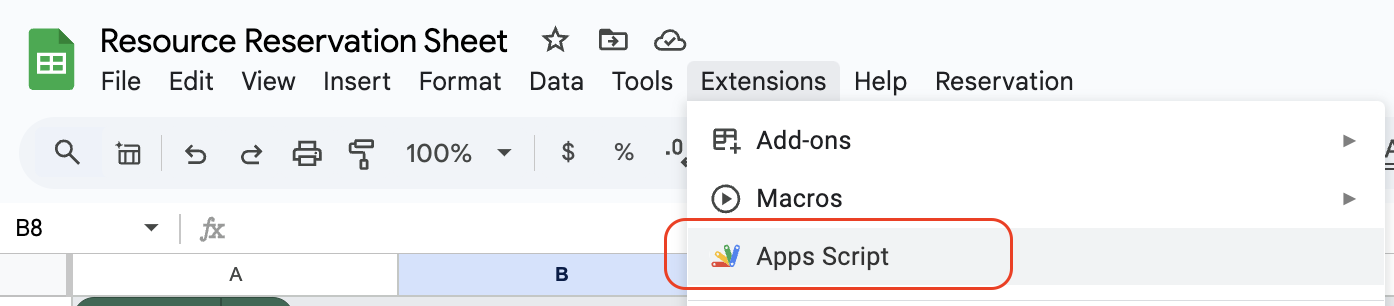 Resource Reservation Sheet
File Edit View Insert Format Data Tools Extensions Help Reservation
100% $ % .0
Add-ons
Macros
B8 fx
Apps Script
A B